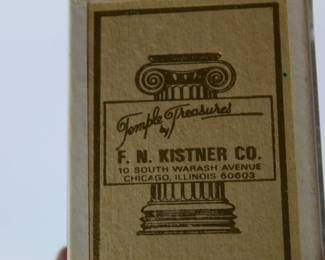 Temple Treasures
by
F. N. KISTNER CO.
10 SOUTH WABASH AVENUE
CHICAGO, ILLINOIS 60603